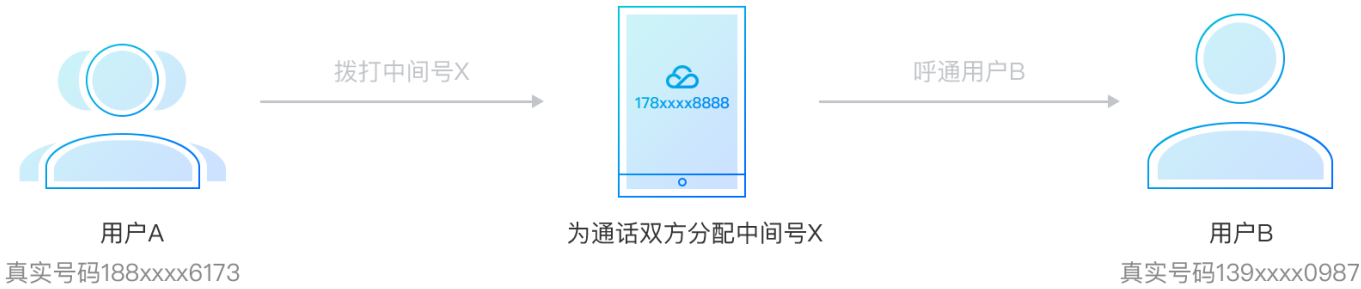 拨打中间号X
呼通用户B
178xxxx8888
用户A
为通话双方分配中间号X
用户B
真实号码188xxxx6173
真实号码139xxxx0987